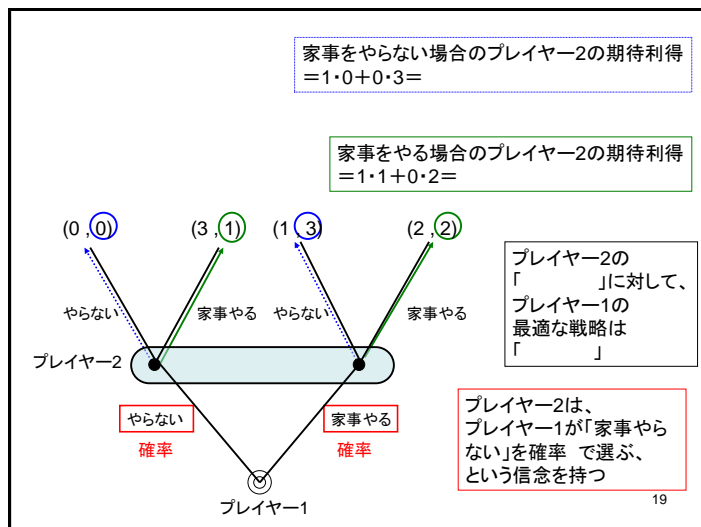 家事をやらない場合のプレイヤー2の期待利得
=1・0+0・3=
家事をやる場合のプレイヤー2の期待利得
=1・1+0・2=
(0 , 0)
(3 , 1)
(1 , 3)
(2 , 2)
やらない
家事やる
やらない
家事やる
プレイヤー2の
「　　　　」に対して、
プレイヤー1の
最適な戦略は
「　　　　」
プレイヤー2
やらない
家事やる
確率
確率
プレイヤー1
プレイヤー2は、
プレイヤー1が「家事やら
ない」を確率 で選ぶ、
という信念を持つ
19